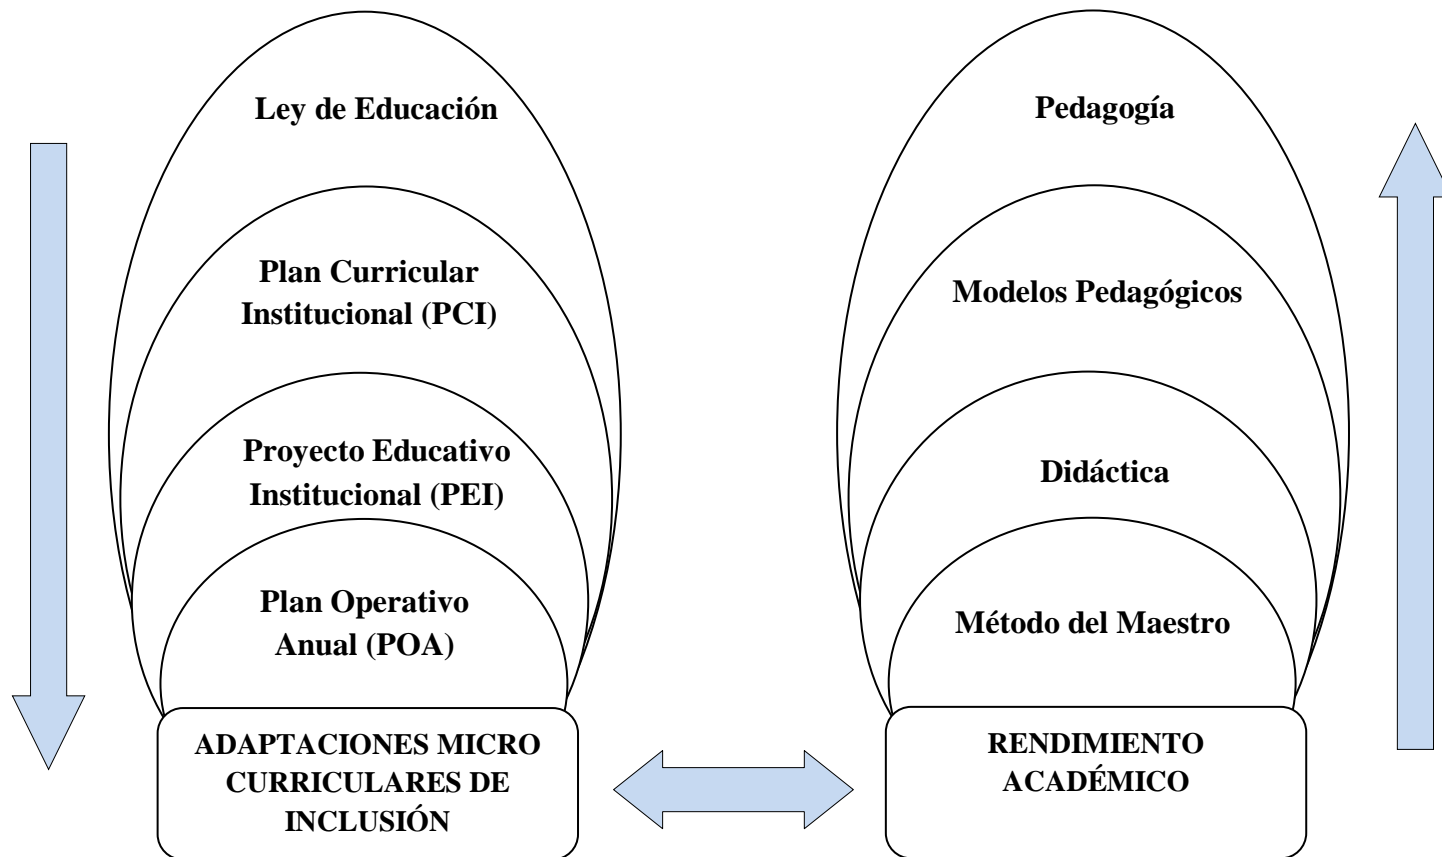 Ley de Educación
Plan Curricular
Institucional (PCI)
Proyecto Educativo
Institucional (PEI)
Plan Operativo
Anual (POA)
ADAPTACIONES MICRO
CURRICULARES DE
INCLUSIÓN
Pedagogía
Modelos Pedagógicos
Didáctica
Método del Maestro
RENDIMIENTO
ACADÉMICO